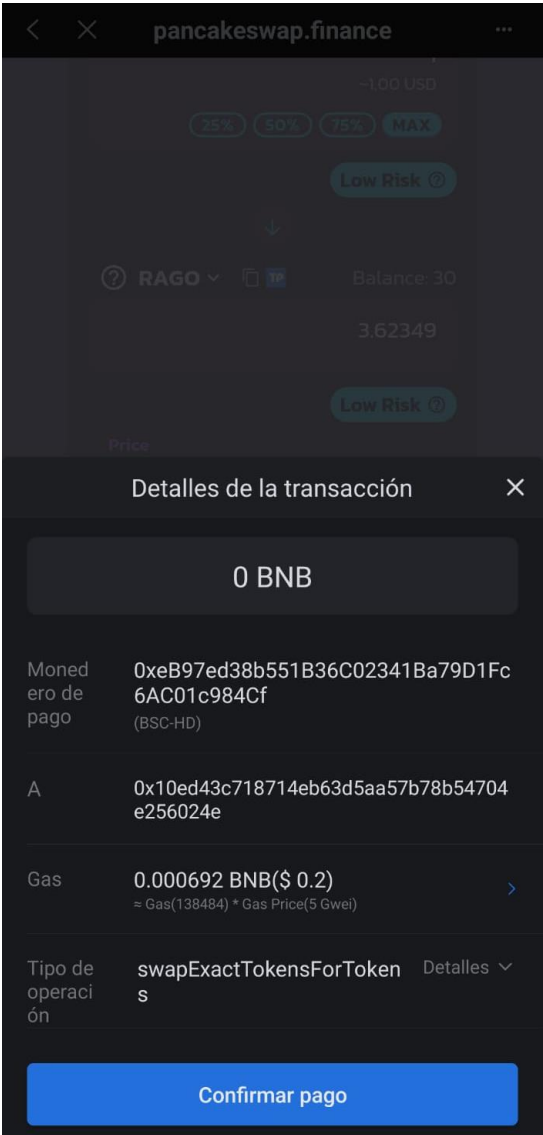 pancakeswap.finance
~1.00 USD
25% 50% 75% MAX
Low Risk ?
? RAGO TP Balance: 30
3.62349
Low Risk ?
Price
Detalles de la transacción
0 BNB
Moned
ero de
pago
0xeB97ed38b551B36C02341Ba79D1Fc
6AC01c984Cf
(BSC-HD)
A
0x10ed43c718714eb63d5aa57b78b54704
e256024e
Gas
0.000692 BNB($ 0.2)
≈ Gas(138484) * Gas Price(5 Gwei)
Tipo de
operaci
ón
swapExactTokensForToken
s
Detalles
Confirmar pago